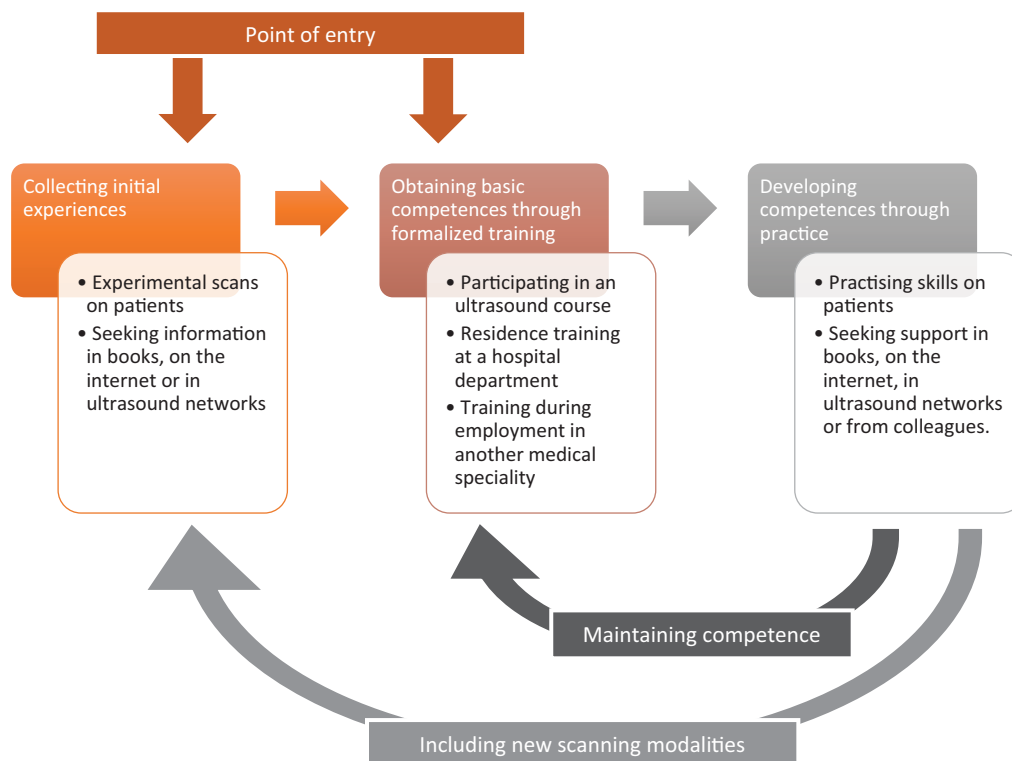 Point of entry
Collecting initial
experiences
• Experimental scans
on patients
• Seeking information
in books, on the
internet or in
ultrasound networks
Obtaining basic
competences through
formalized training
• Participating in an
ultrasound course
• Residence training
at a hospital
department
• Training during
employment in
another medical
speciality
Developing
competences through
practice
• Practising skills on
patients
• Seeking support in
books, on the
internet, in
ultrasound networks
or from colleagues.
Maintaining competence
Including new scanning modalities